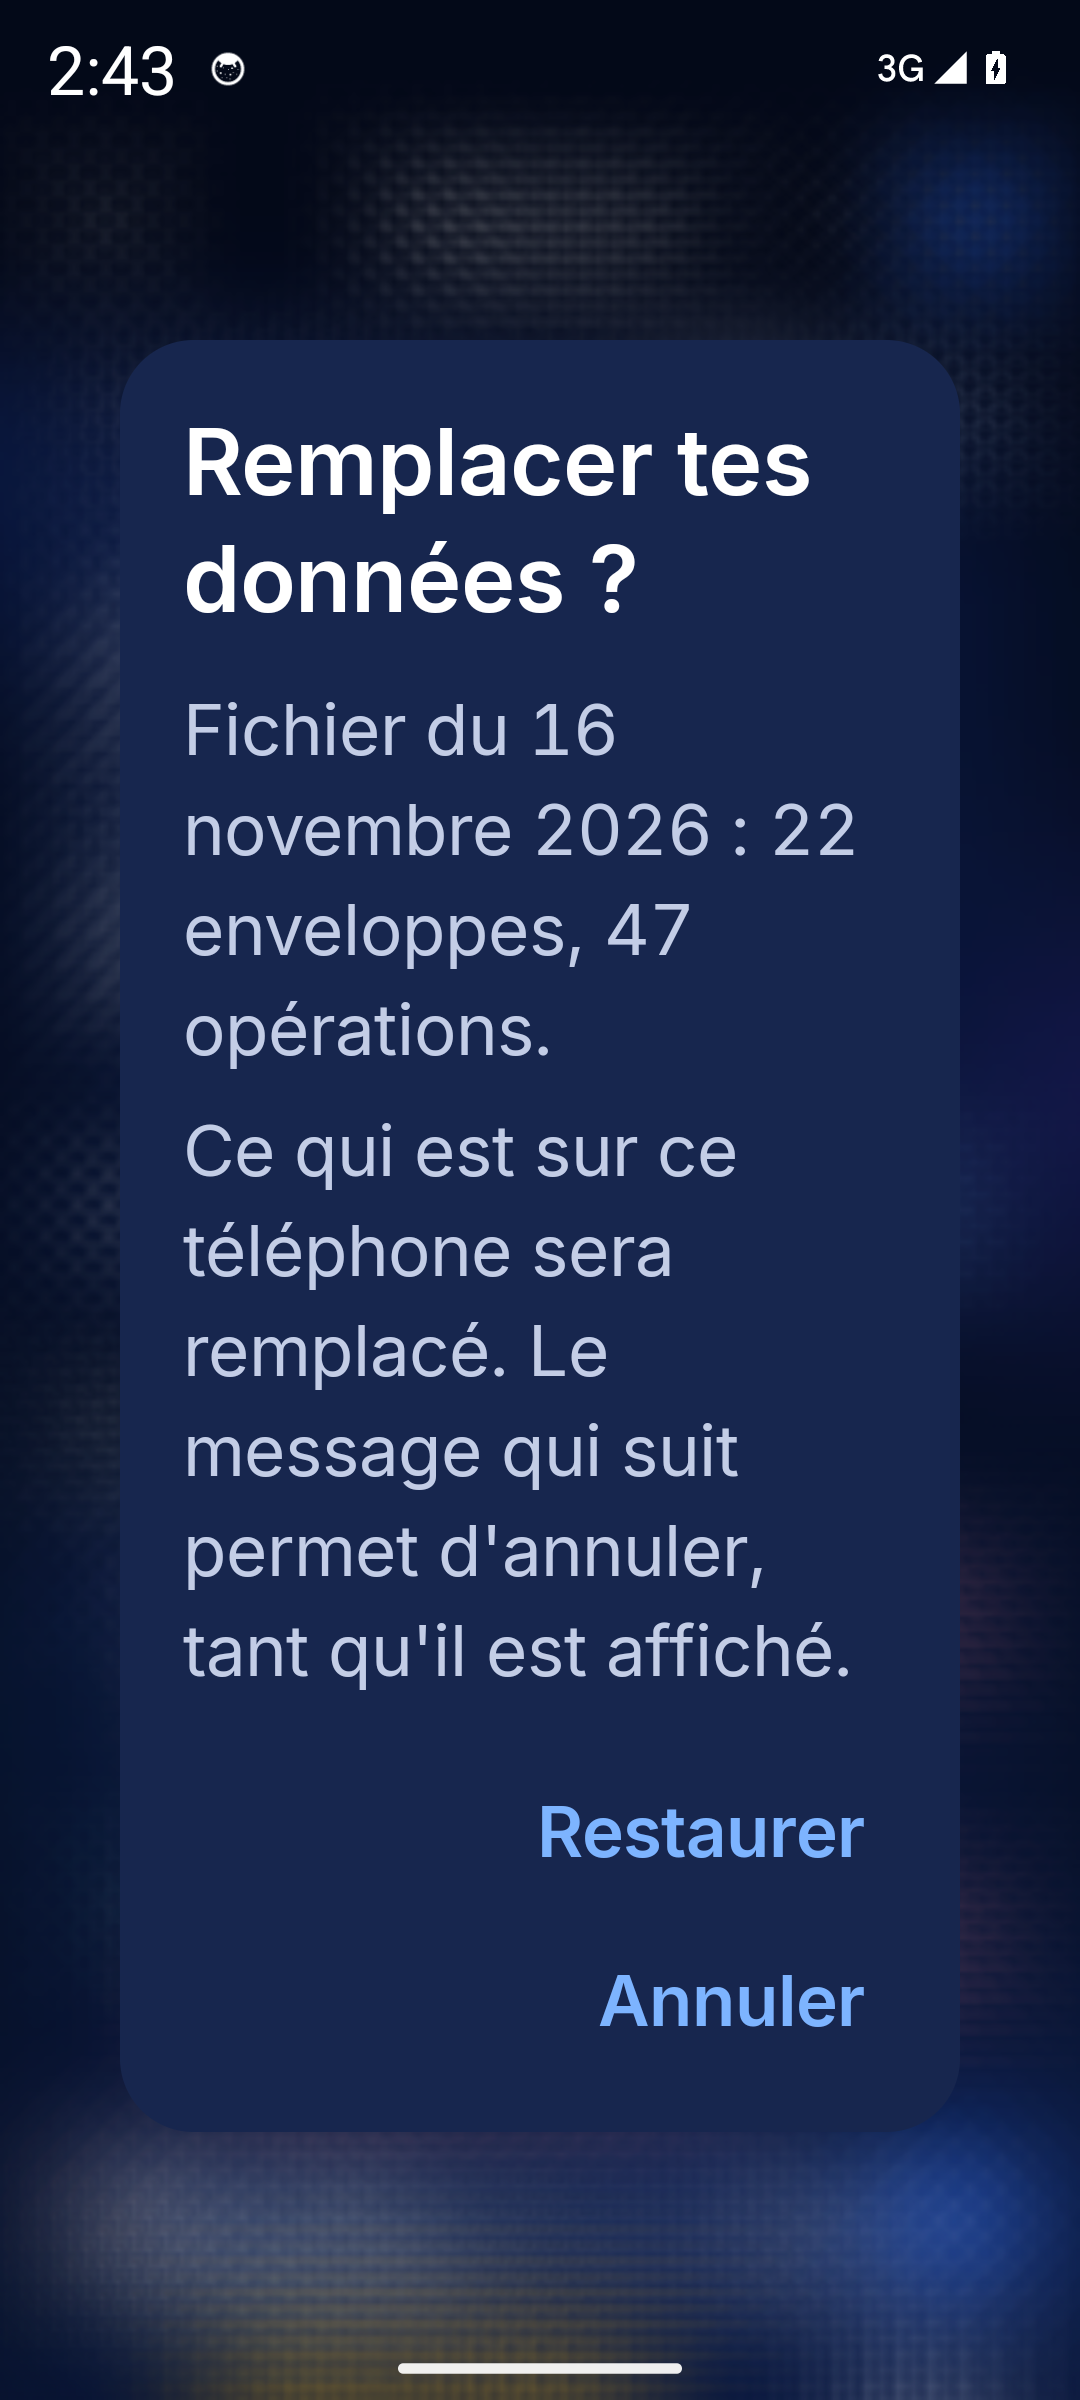 2:43
3G
Remplacer tes
données ?
Fichier du 16
novembre 2026 : 22
enveloppes, 47
opérations.
Ce qui est sur ce
téléphone sera
remplacé. Le
message qui suit
permet d'annuler,
tant qu'il est affiché.
Restaurer
Annuler